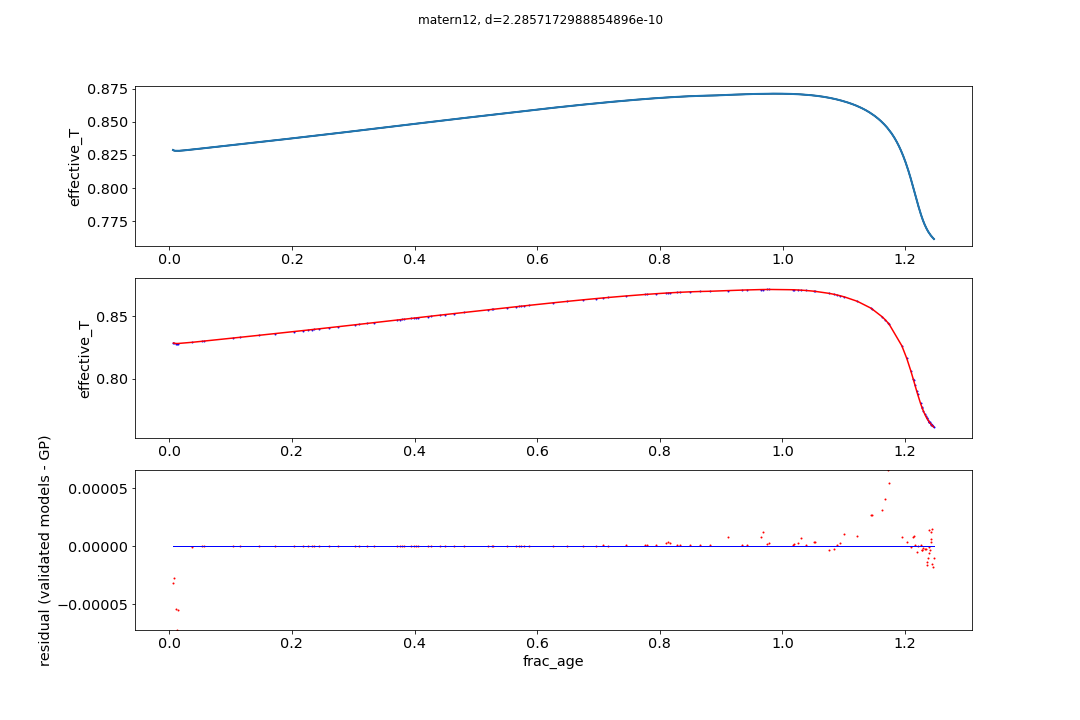 matern12, d=2.2857172988854896e-10
0.875
0.850
0.825
0.800
0.775
effective_T
0.0 0.2 0.4 0.6 0.8 1.0 1.2
0.85
0.80
effective_T
0.0 0.2 0.4 0.6 0.8 1.0 1.2
0.00005
0.00000
−0.00005
residual (validated models - GP)
0.0 0.2 0.4 0.6 0.8 1.0 1.2
frac_age